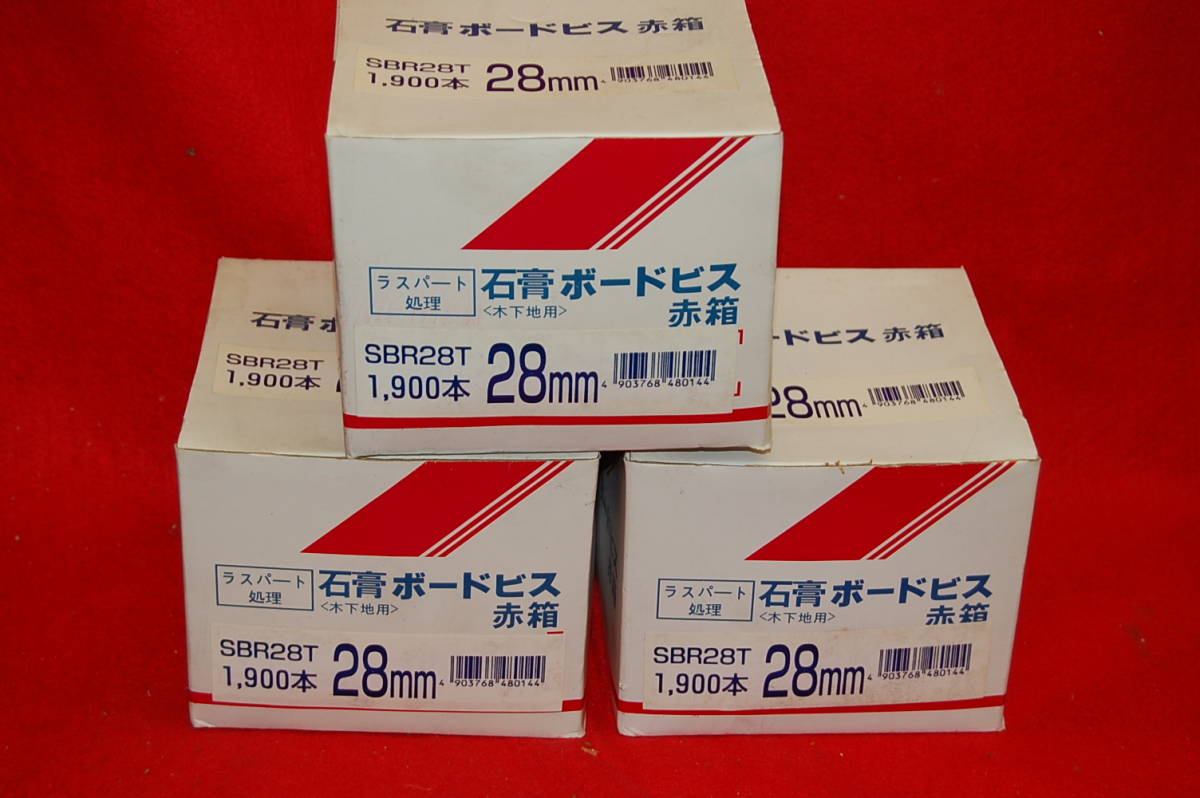 石膏 ボードビス 赤箱
SBR28T
1,900本 28mm
4 903768 480144
ラスパート
処理
石膏 ボードビス
<木下地用>
赤箱
SBR28T
1,900本 28mm
4 903768 480144
石膏
SBR28T
1,900本
ラスパート
処理
石膏 ボードビス
<木下地用>
赤箱
SBR28T
1,900本 28mm
4 903768 480144
ードビス 赤箱
28mm
4 903768 480144
ラスパート
処理
石膏 ボードビス
<木下地用>
赤箱
SBR28T
1,900本 28mm
4 903768 480144